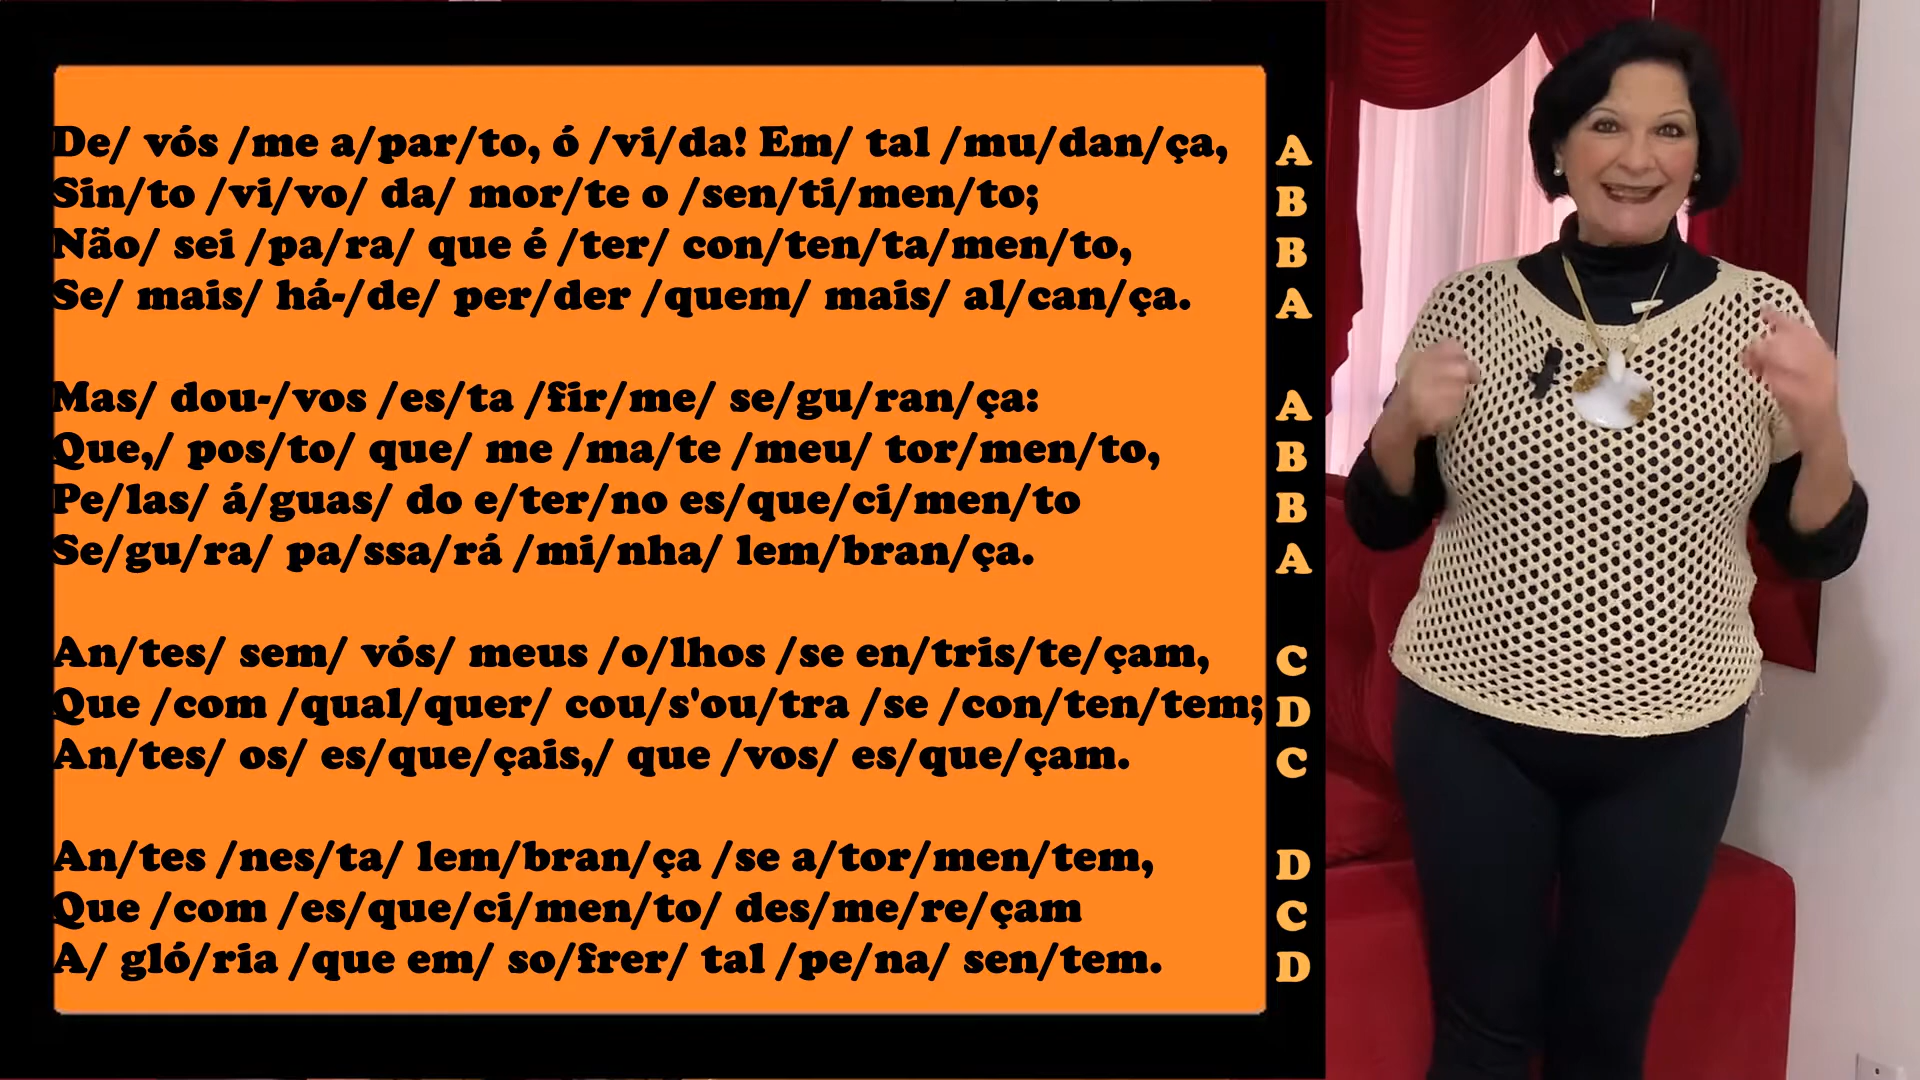 De/ vós /me a/par/to, ó /vi/da! Em/ tal /mu/dan/ça, A
Sin/to /vi/vo/ da/ mor/te o /sen/ti/men/to; B
Não/ sei /pa/ra/ que é /ter/ con/ten/ta/men/to, B
Se/ mais/ há-/de/ per/der /quem/ mais/ al/can/ça. A
Mas/ dou-/vos /es/ta /fir/me/ se/gu/ran/ça: A
Que,/ pos/to/ que/ me /ma/te /meu/ tor/men/to, B
Pe/las/ á/guas/ do e/ter/no es/que/ci/men/to B
Se/gu/ra/ pa/ssa/rá /mi/nha/ lem/bran/ça. A
An/tes/ sem/ vós/ meus /o/lhos /se en/tris/te/çam, C
Que /com /qual/quer/ cou/s'ou/tra /se /con/ten/tem; D
An/tes/ os/ es/que/çais,/ que /vos/ es/que/çam. C
An/tes /nes/ta/ lem/bran/ça /se a/tor/men/tem, D
Que /com /es/que/ci/men/to/ des/me/re/çam C
A/ gló/ria /que em/ so/frer/ tal /pe/na/ sen/tem. D